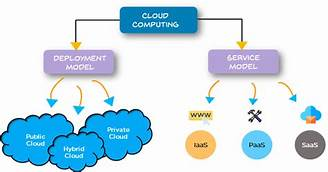 CLOUD
COMPUTING
DEPLOYMENT
MODEL
SERVICE
MODEL
Public
Cloud
Hybrid
Cloud
Private
Cloud
WWW
IaaS
PaaS
SaaS